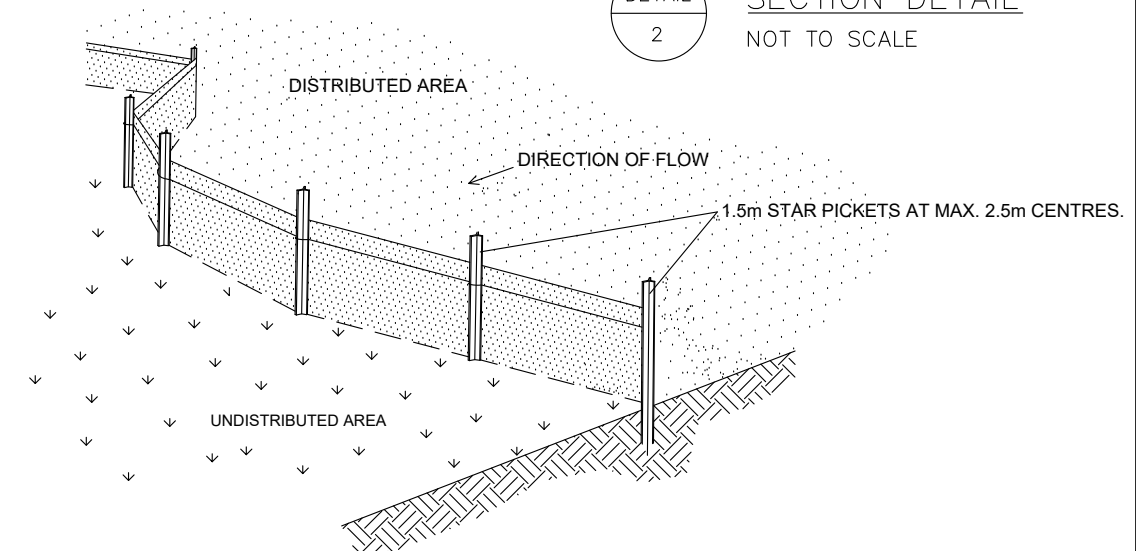 DETAIL
2
SECTION DETAIL
NOT TO SCALE
DISTRIBUTED AREA
DIRECTION OF FLOW
1.5m STAR PICKETS AT MAX. 2.5m CENTRES.
UNDISTRIBUTED AREA